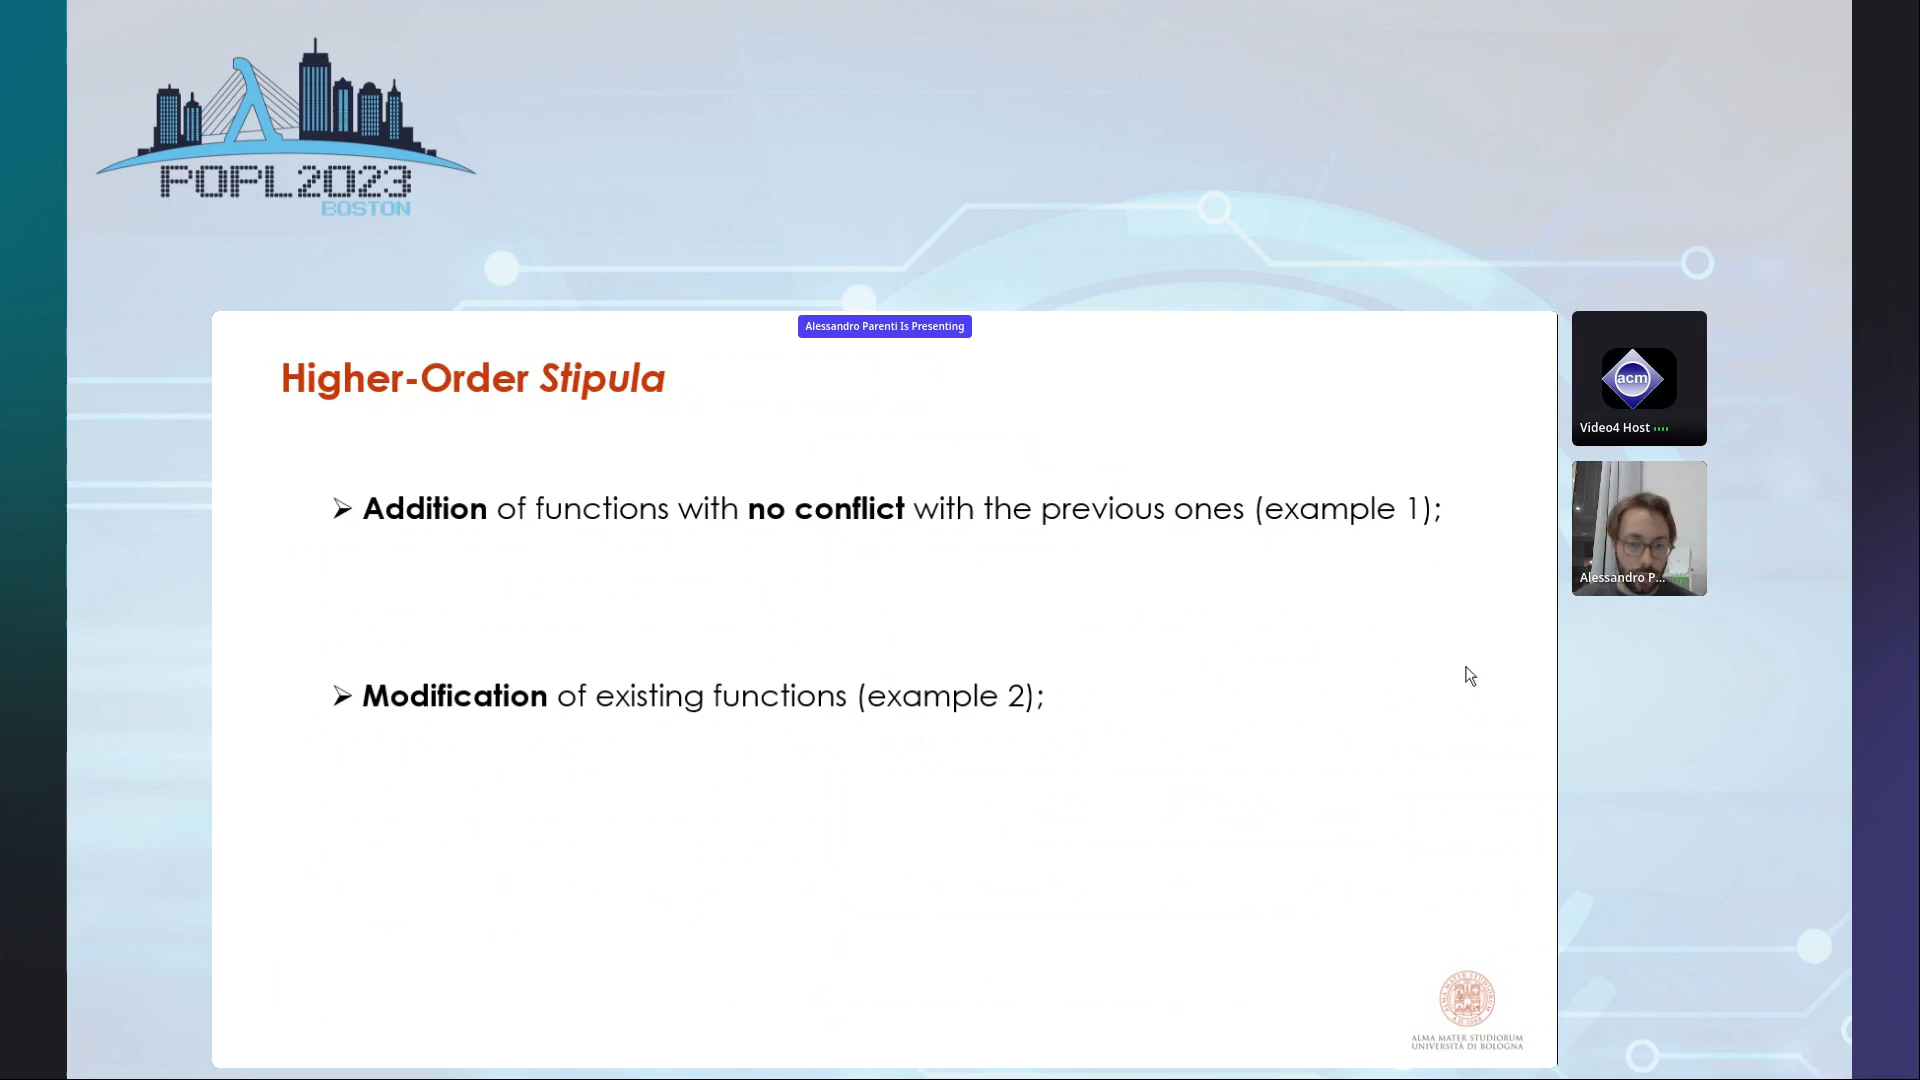 POPL2023
BOSTON
Alessandro Parenti Is Presenting
Higher-Order Stipula
➢ Addition of functions with no conflict with the previous ones (example 1);
➢ Modification of existing functions (example 2);
acm
Video4 Host
Alessandro P...
ALMA MATER STUDIORUM
UNIVERSITÀ DI BOLOGNA